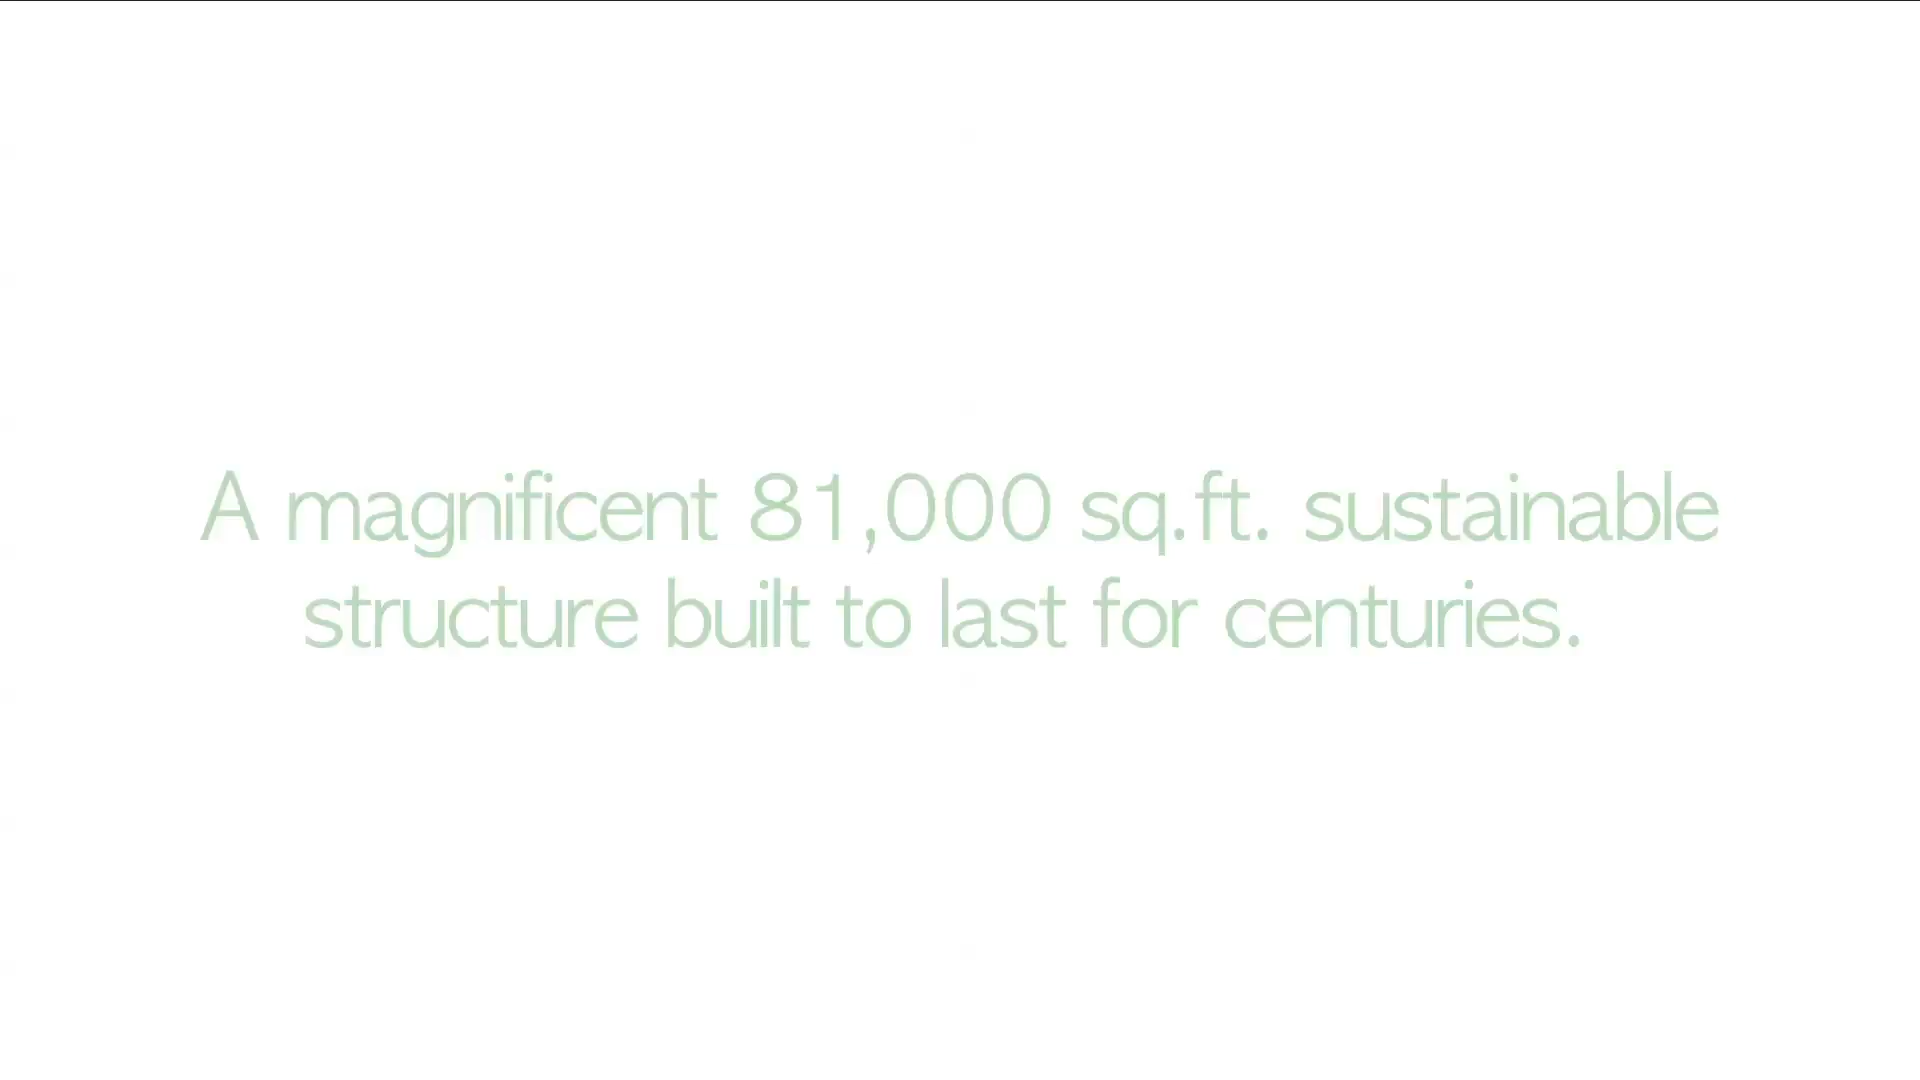 A magnificent 81,000 sq.ft. sustainable
structure built to last for centuries.